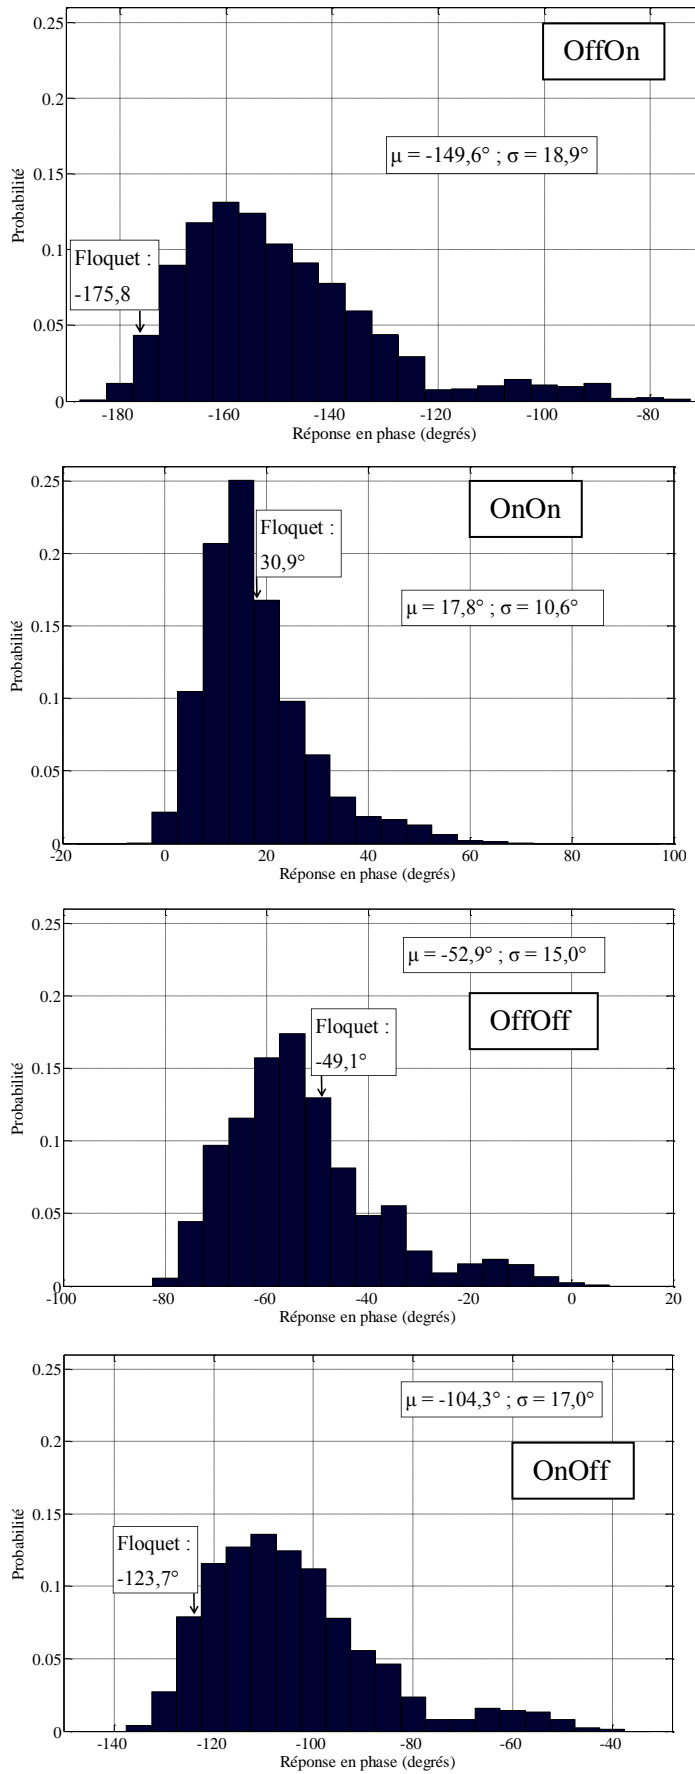 0.25
OffOn
0.2
μ = -149,6° ; σ = 18,9°
0.15
Probabilité
0.1
Floquet :
-175,8
0.05
0
-180 -160 -140 -120 -100 -80
Réponse en phase (degrés)
0.25
OnOn
Floquet :
30,9°
0.2
μ = 17,8° ; σ = 10,6°
0.15
Probabilité
0.1
0.05
0
-20 0 20 40 60 80 100
Réponse en phase (degrés)
0.25
μ = -52,9° ; σ = 15,0°
0.2
OffOff
Floquet :
-49,1°
0.15
Probabilité
0.1
0.05
0
-100 -80 -60 -40 -20 0 20
Réponse en phase (degrés)
0.25
μ = -104,3° ; σ = 17,0°
0.2
OnOff
0.15
Probabilité
Floquet :
-123,7°
0.1
0.05
0
-140 -120 -100 -80 -60 -40
Réponse en phase (degrés)